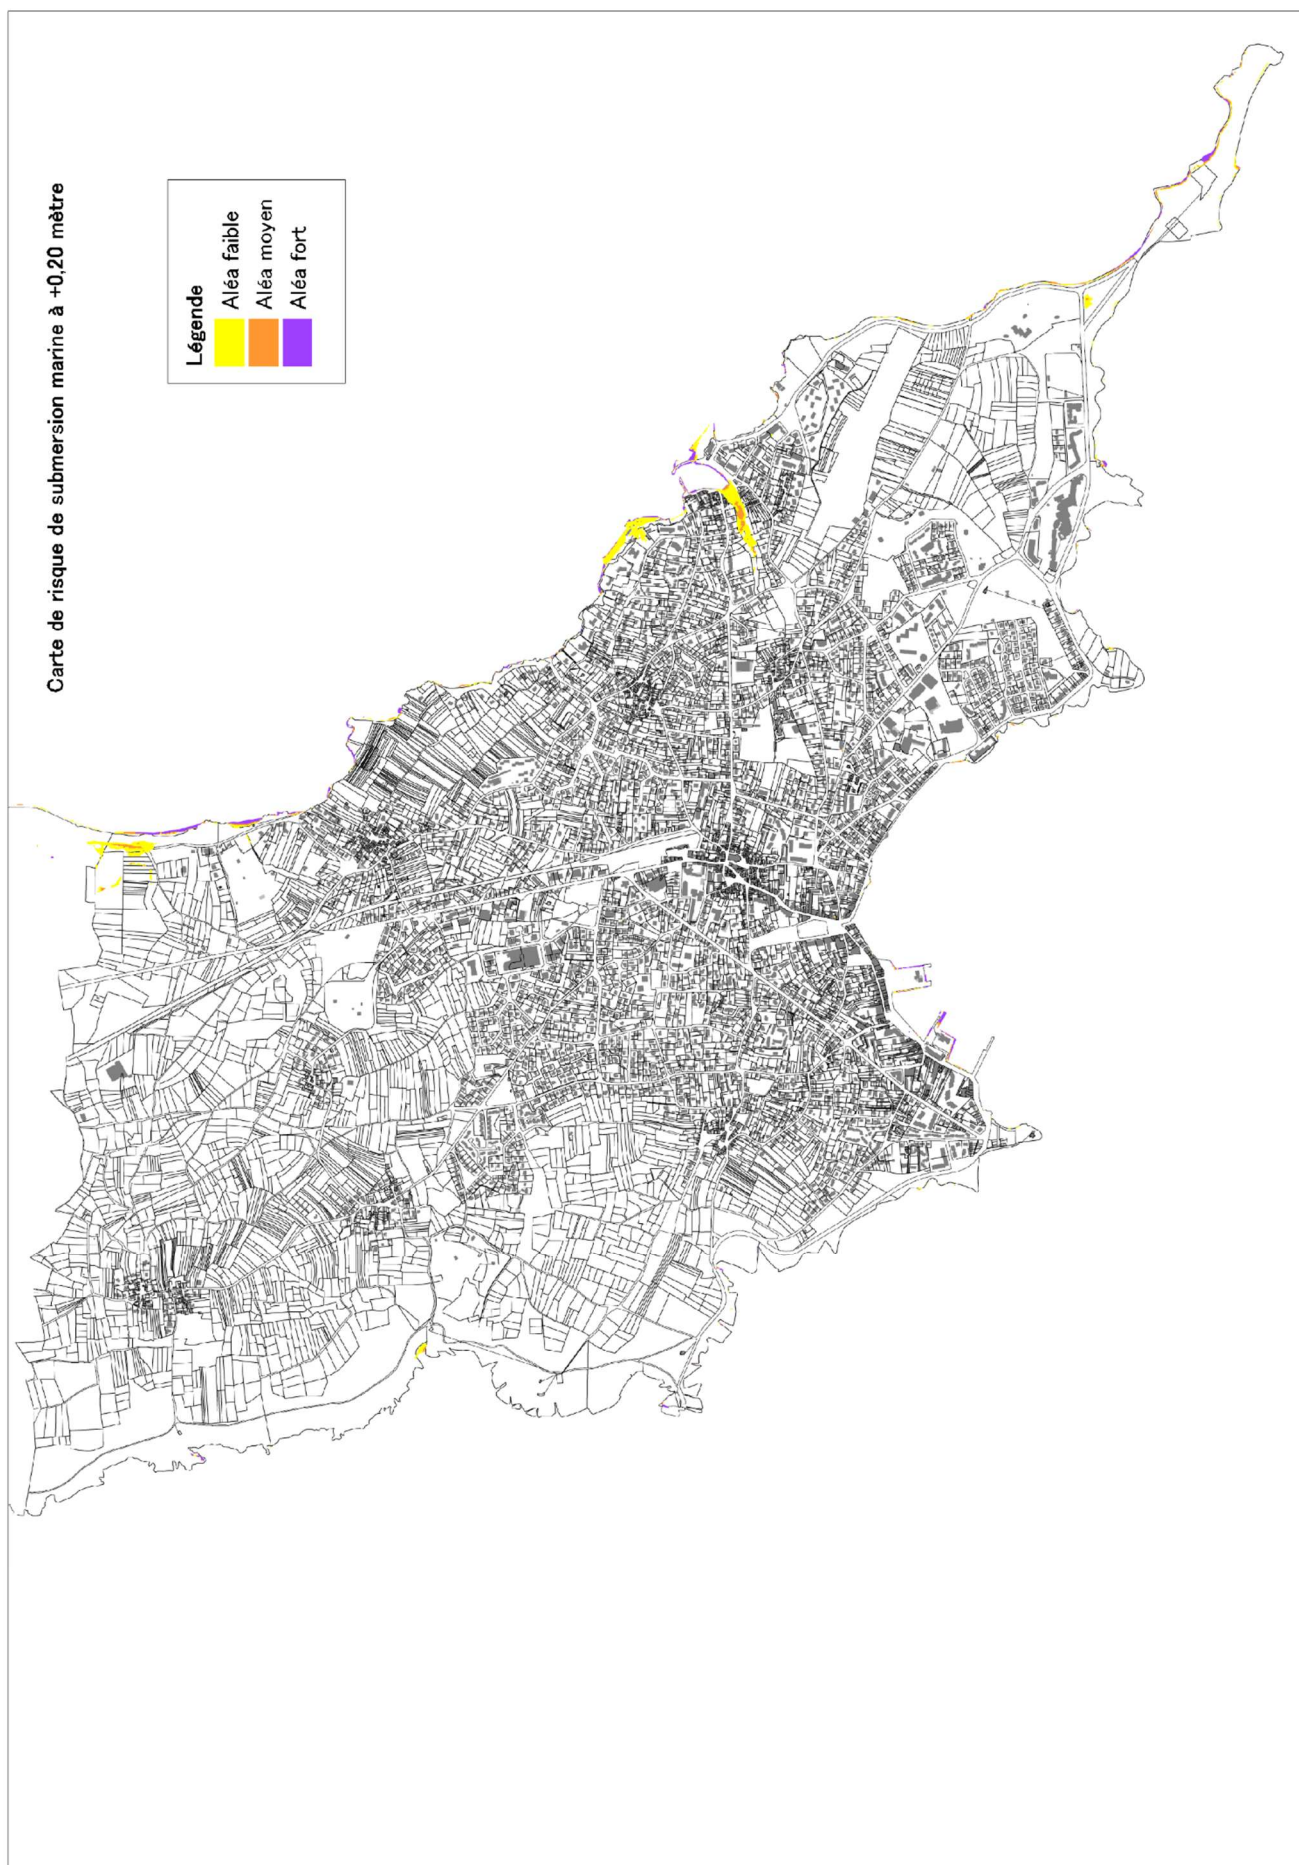 Carte de risque de submersion marine à +0,20 mètre
Légende
Aléa faible
Aléa moyen
Aléa fort